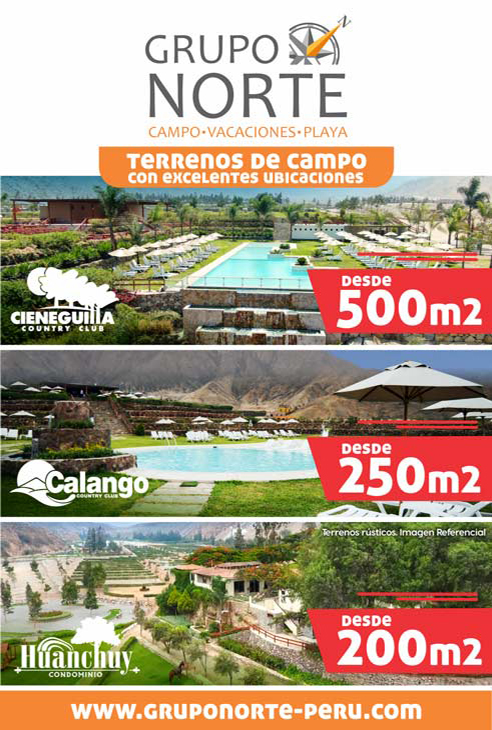 N
GRUPO
NORTE
CAMPO•VACACIONES•PLAYA
TERRENOS DE CAMPO
CON EXCELENTES UBICACIONES
CIENEGUILLA
COUNTRY CLUB
DESDE
500m2
Calango
COUNTRY CLUB
DESDE
250m2
Terrenos rústicos. Imagen Referencial
Huanchuy
CONDOMINIO
DESDE
200m2
www.GRUPONORTE-PERU.com